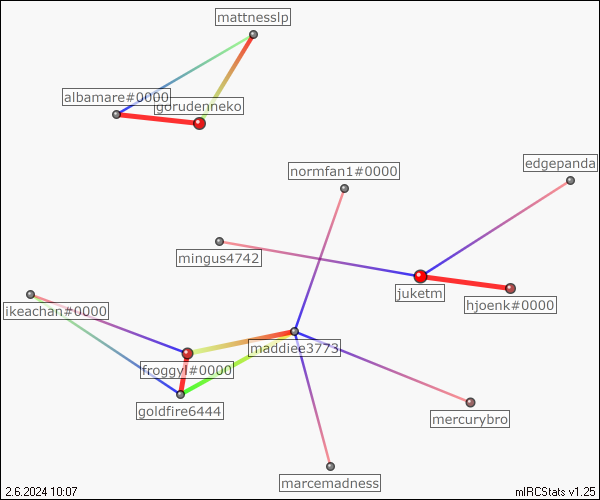 mattnesslp
albamare#0000
gorudenneko
edgepanda
normfan1#0000
mingus4742
juketm
hjoenk#0000
ikeachan#0000
maddiee3773
froggyj#0000
goldfire6444
mercurybro
marcemadness
2.6.2024 10:07
mIRCStats v1.25